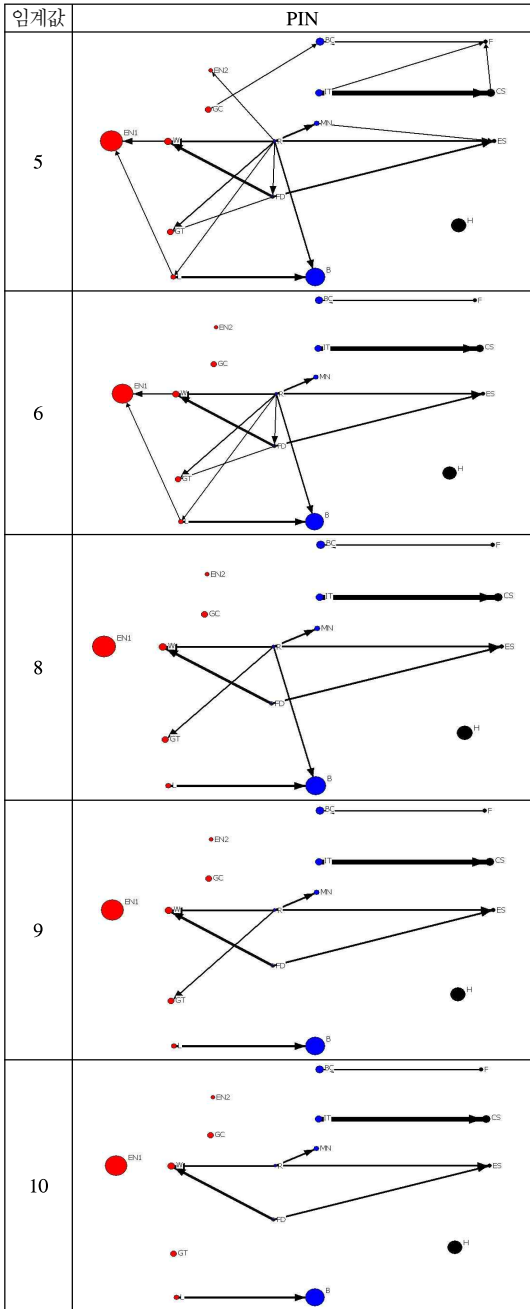 임계값 PIN
5
BC
F
EN2
IT
CS
GC
MN
EN1
W
R
ES
FD
GT
H
L
B
6
BC
F
EN2
IT
CS
GC
MN
EN1
W
R
ES
FD
GT
H
L
B
8
BC
F
EN2
IT
CS
GC
MN
EN1
W
R
ES
FD
GT
H
L
B
9
BC
F
EN2
IT
CS
GC
MN
EN1
W
R
ES
FD
GT
H
L
B
10
BC
F
EN2
IT
CS
GC
MN
EN1
W
R
ES
FD
GT
H
L
B